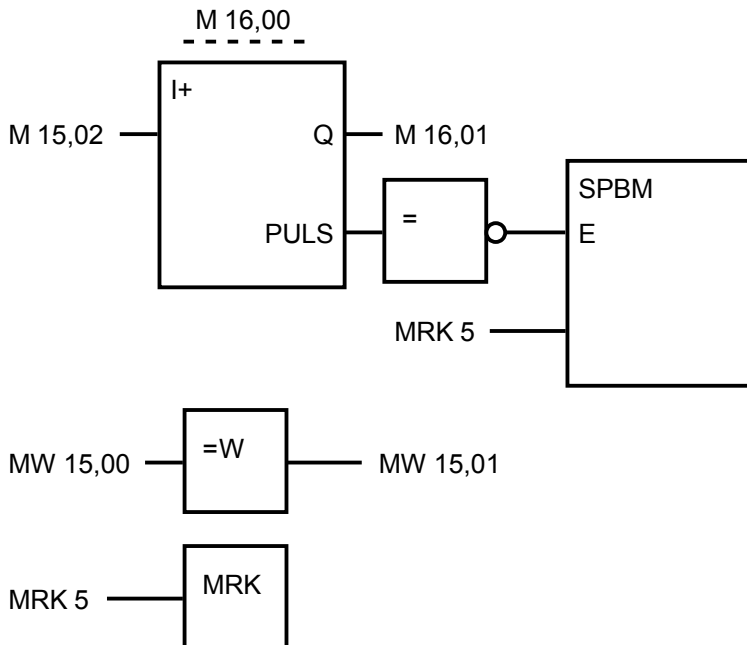 M 16,00
I+
M 15,02
Q
M 16,01
SPBM
=
PULS
E
MRK 5
MW 15,00
=W
MW 15,01
MRK 5
MRK